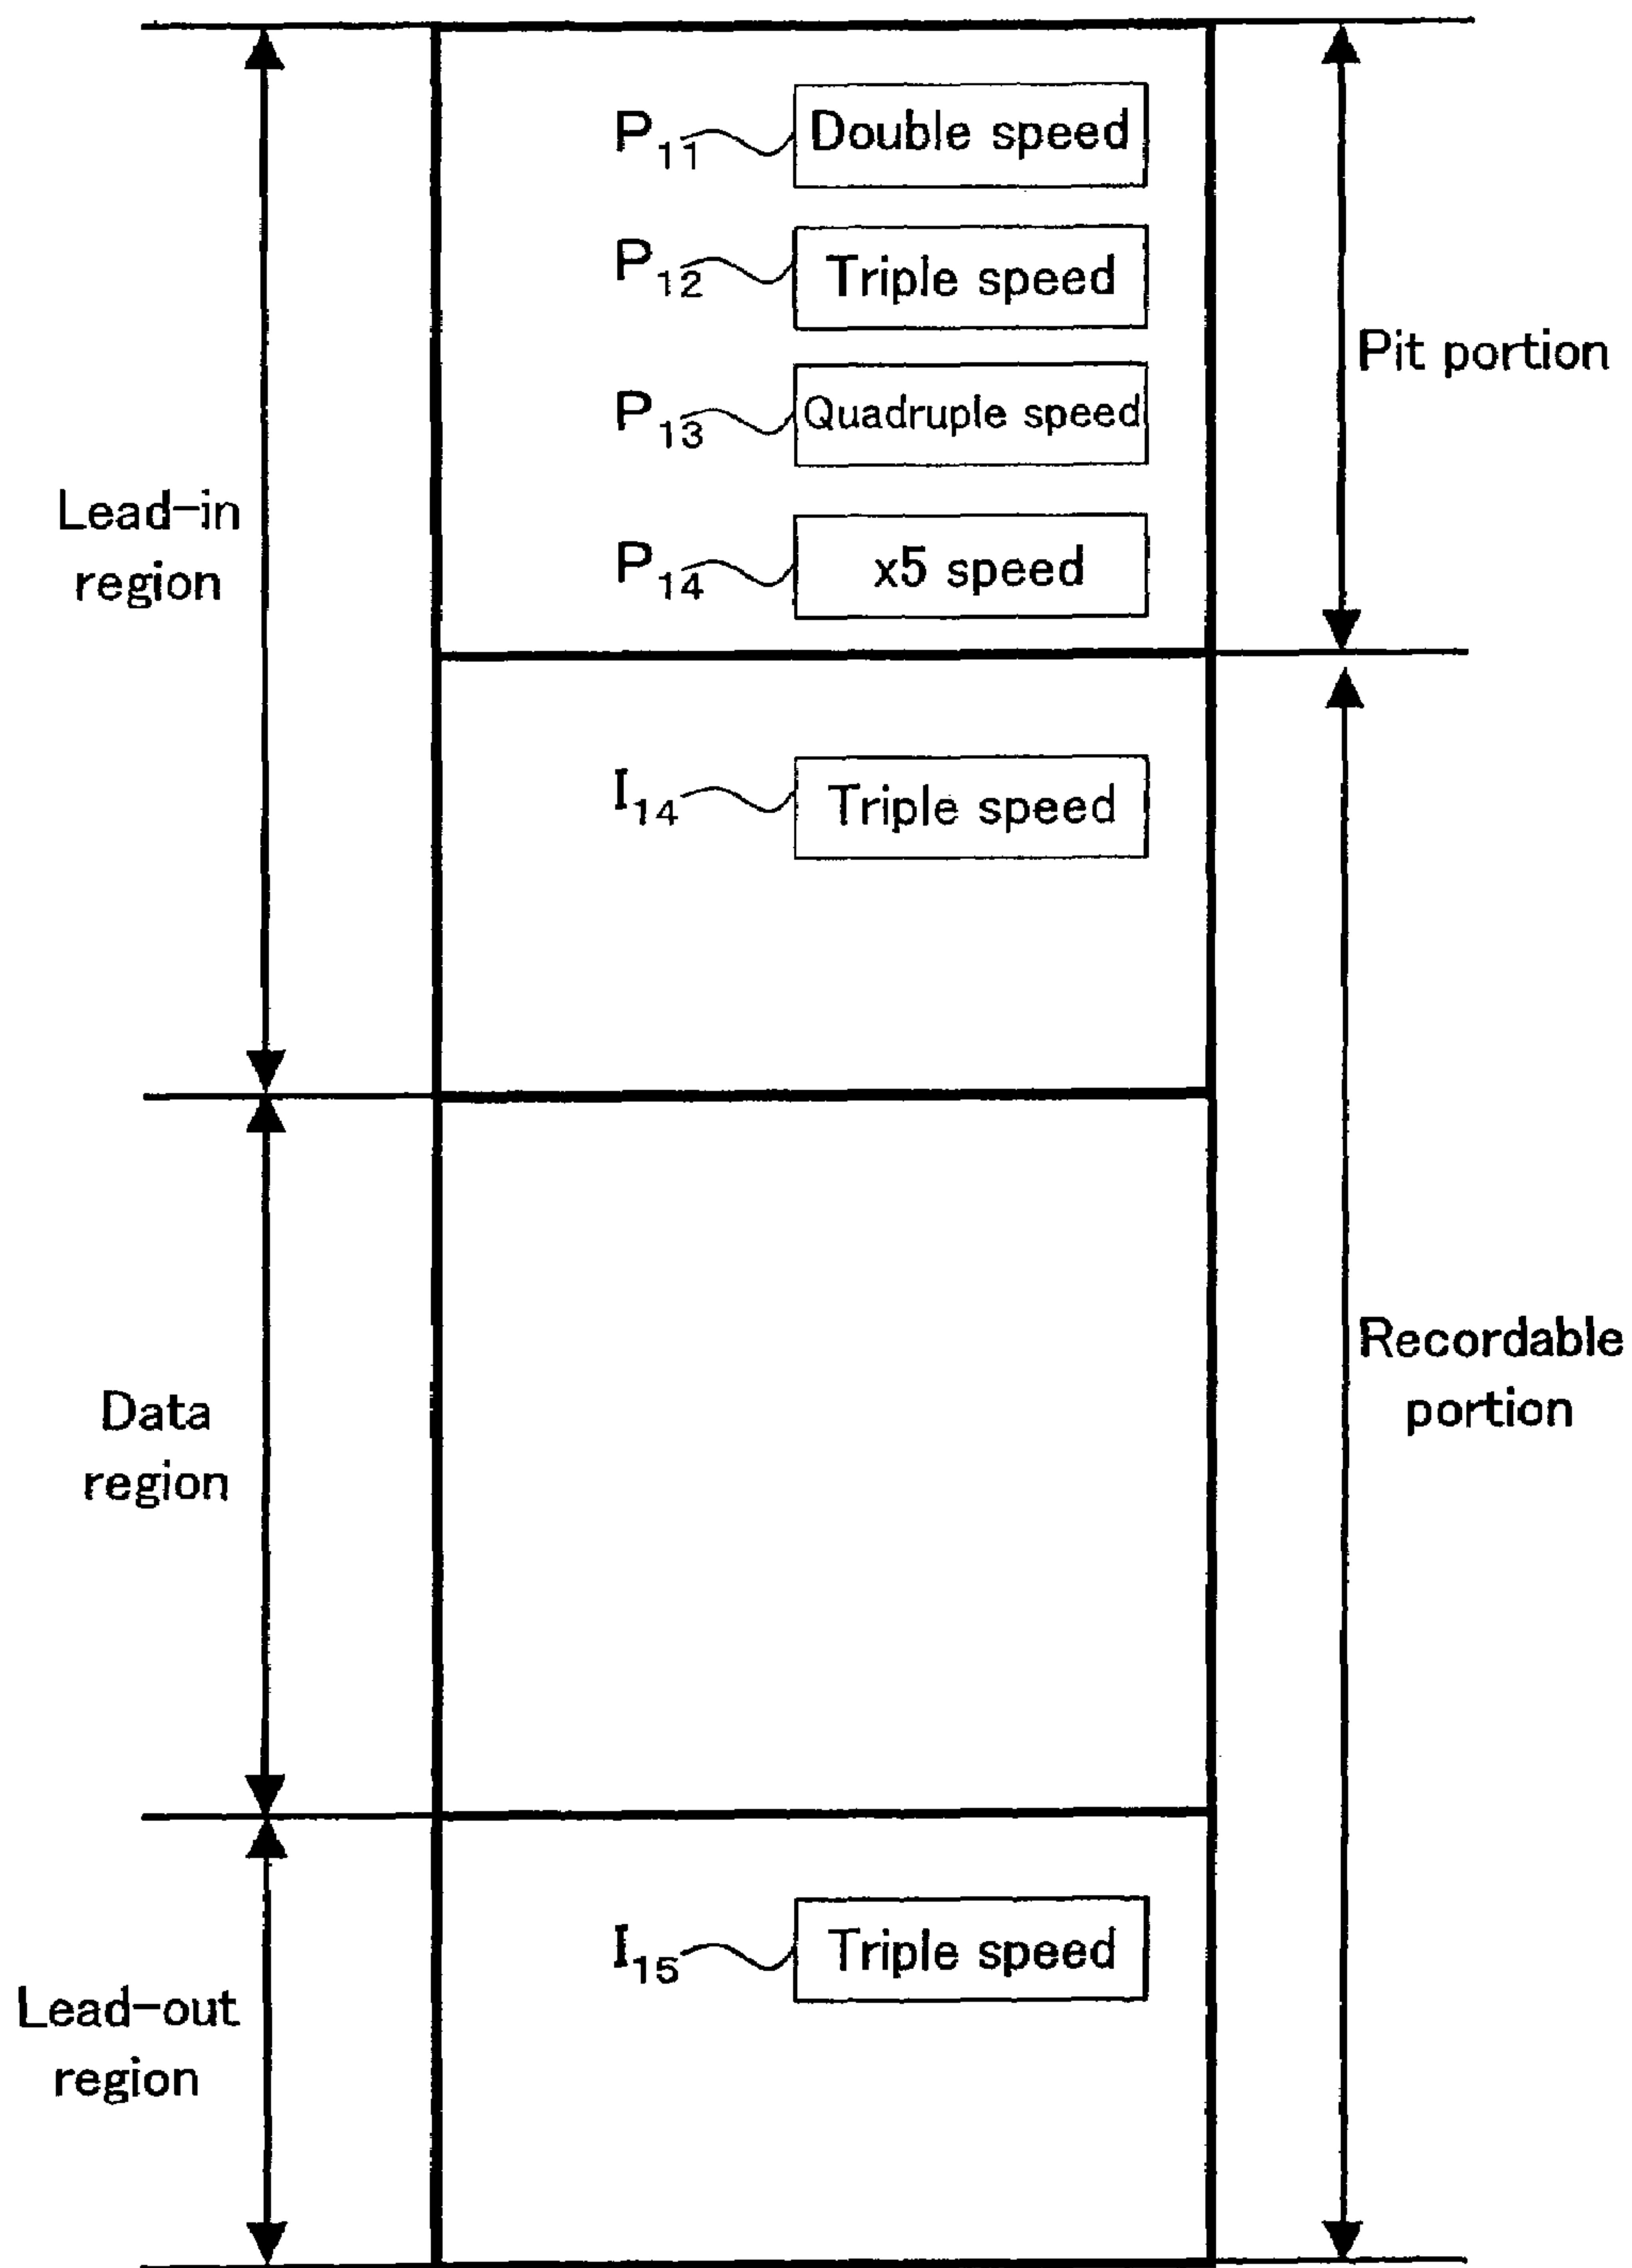 P11 Double speed
P12 Triple speed
P13 Quadruple speed
P14 x5 speed
Pit portion
Lead-in
region
I14 Triple speed
Data
region
Recordable
portion
I15 Triple speed
Lead-out
region